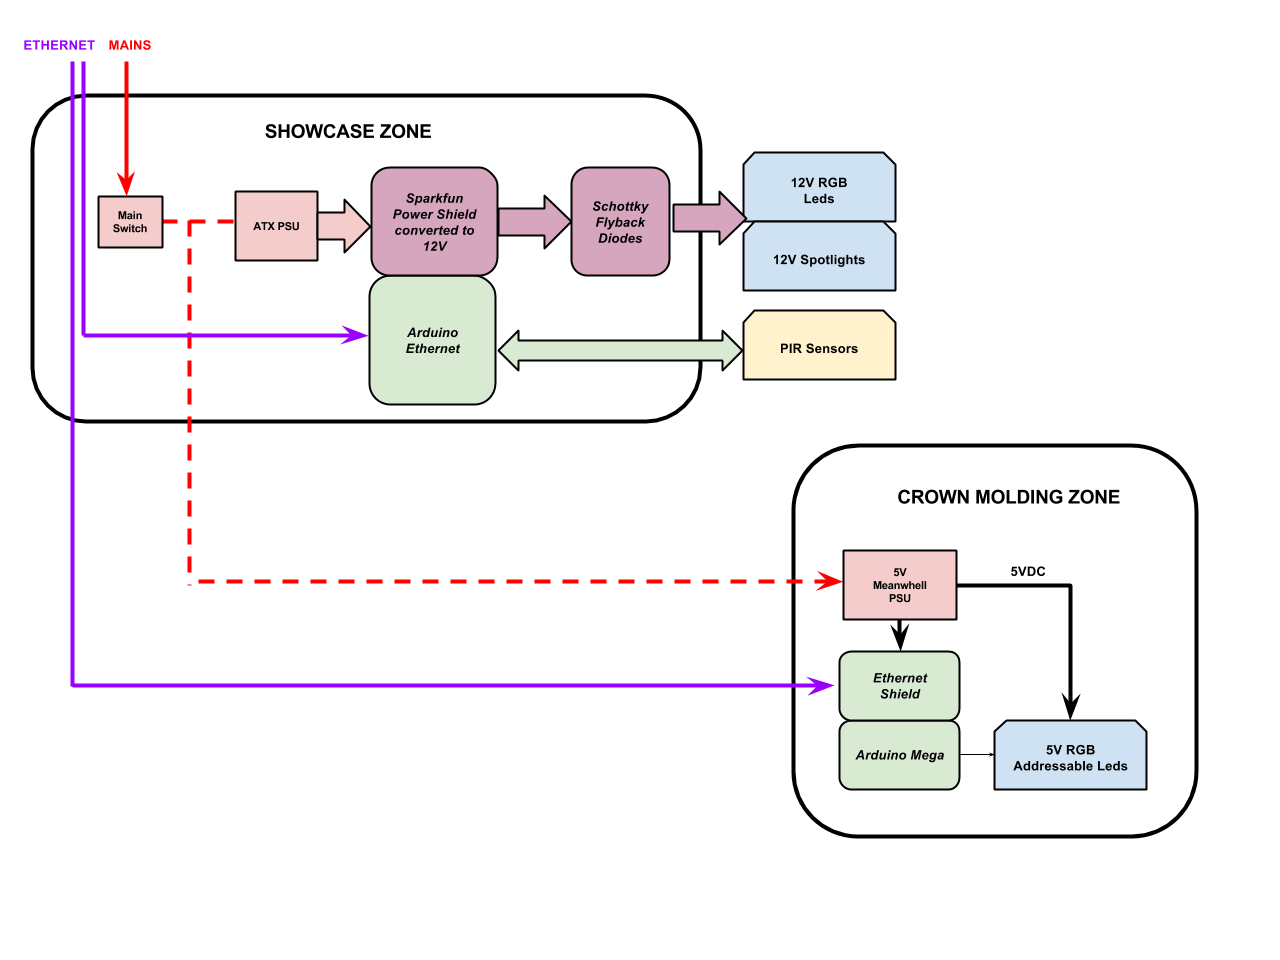 ETHERNET MAINS
SHOWCASE ZONE
Main
Switch
ATX PSU
Sparkfun
Power Shield
converted to
12V
Schottky
Flyback
Diodes
12V RGB
Leds
12V Spotlights
Arduino
Ethernet
PIR Sensors
CROWN MOLDING ZONE
5V
Meanwhell
PSU
5VDC
Ethernet
Shield
Arduino Mega
5V RGB
Addressable Leds